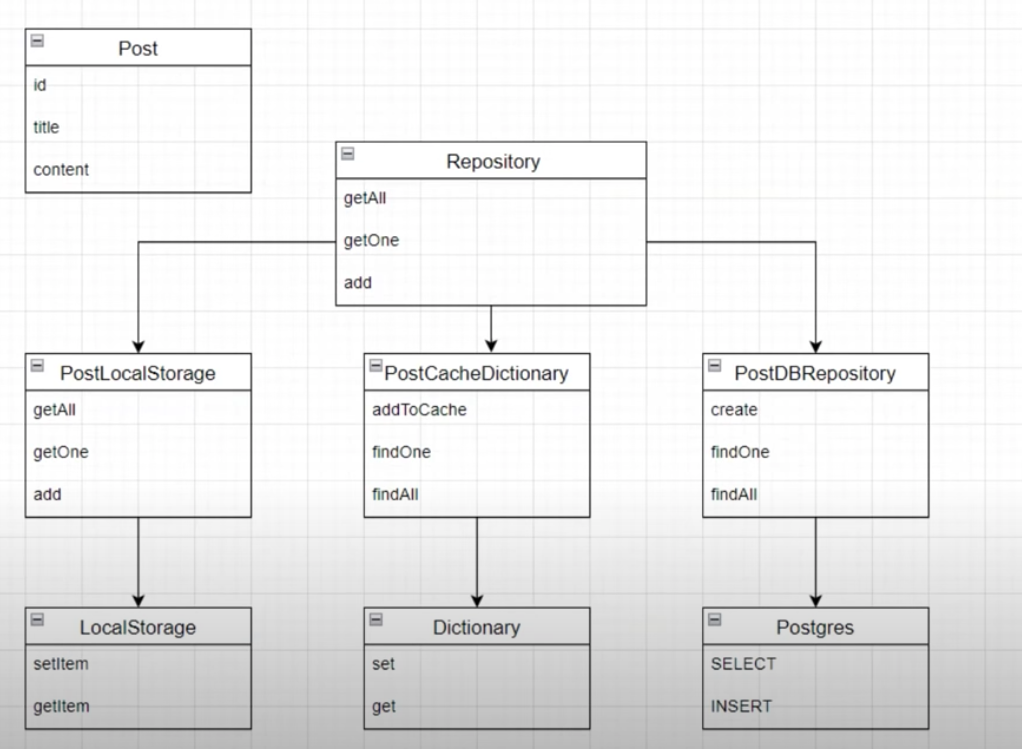 Post
id
title
content
Repository
getAll
getOne
add
PostLocalStorage
getAll
getOne
add
PostCacheDictionary
addToCache
findOne
findAll
PostDBRepository
create
findOne
findAll
LocalStorage
setItem
getItem
Dictionary
set
get
Postgres
SELECT
INSERT